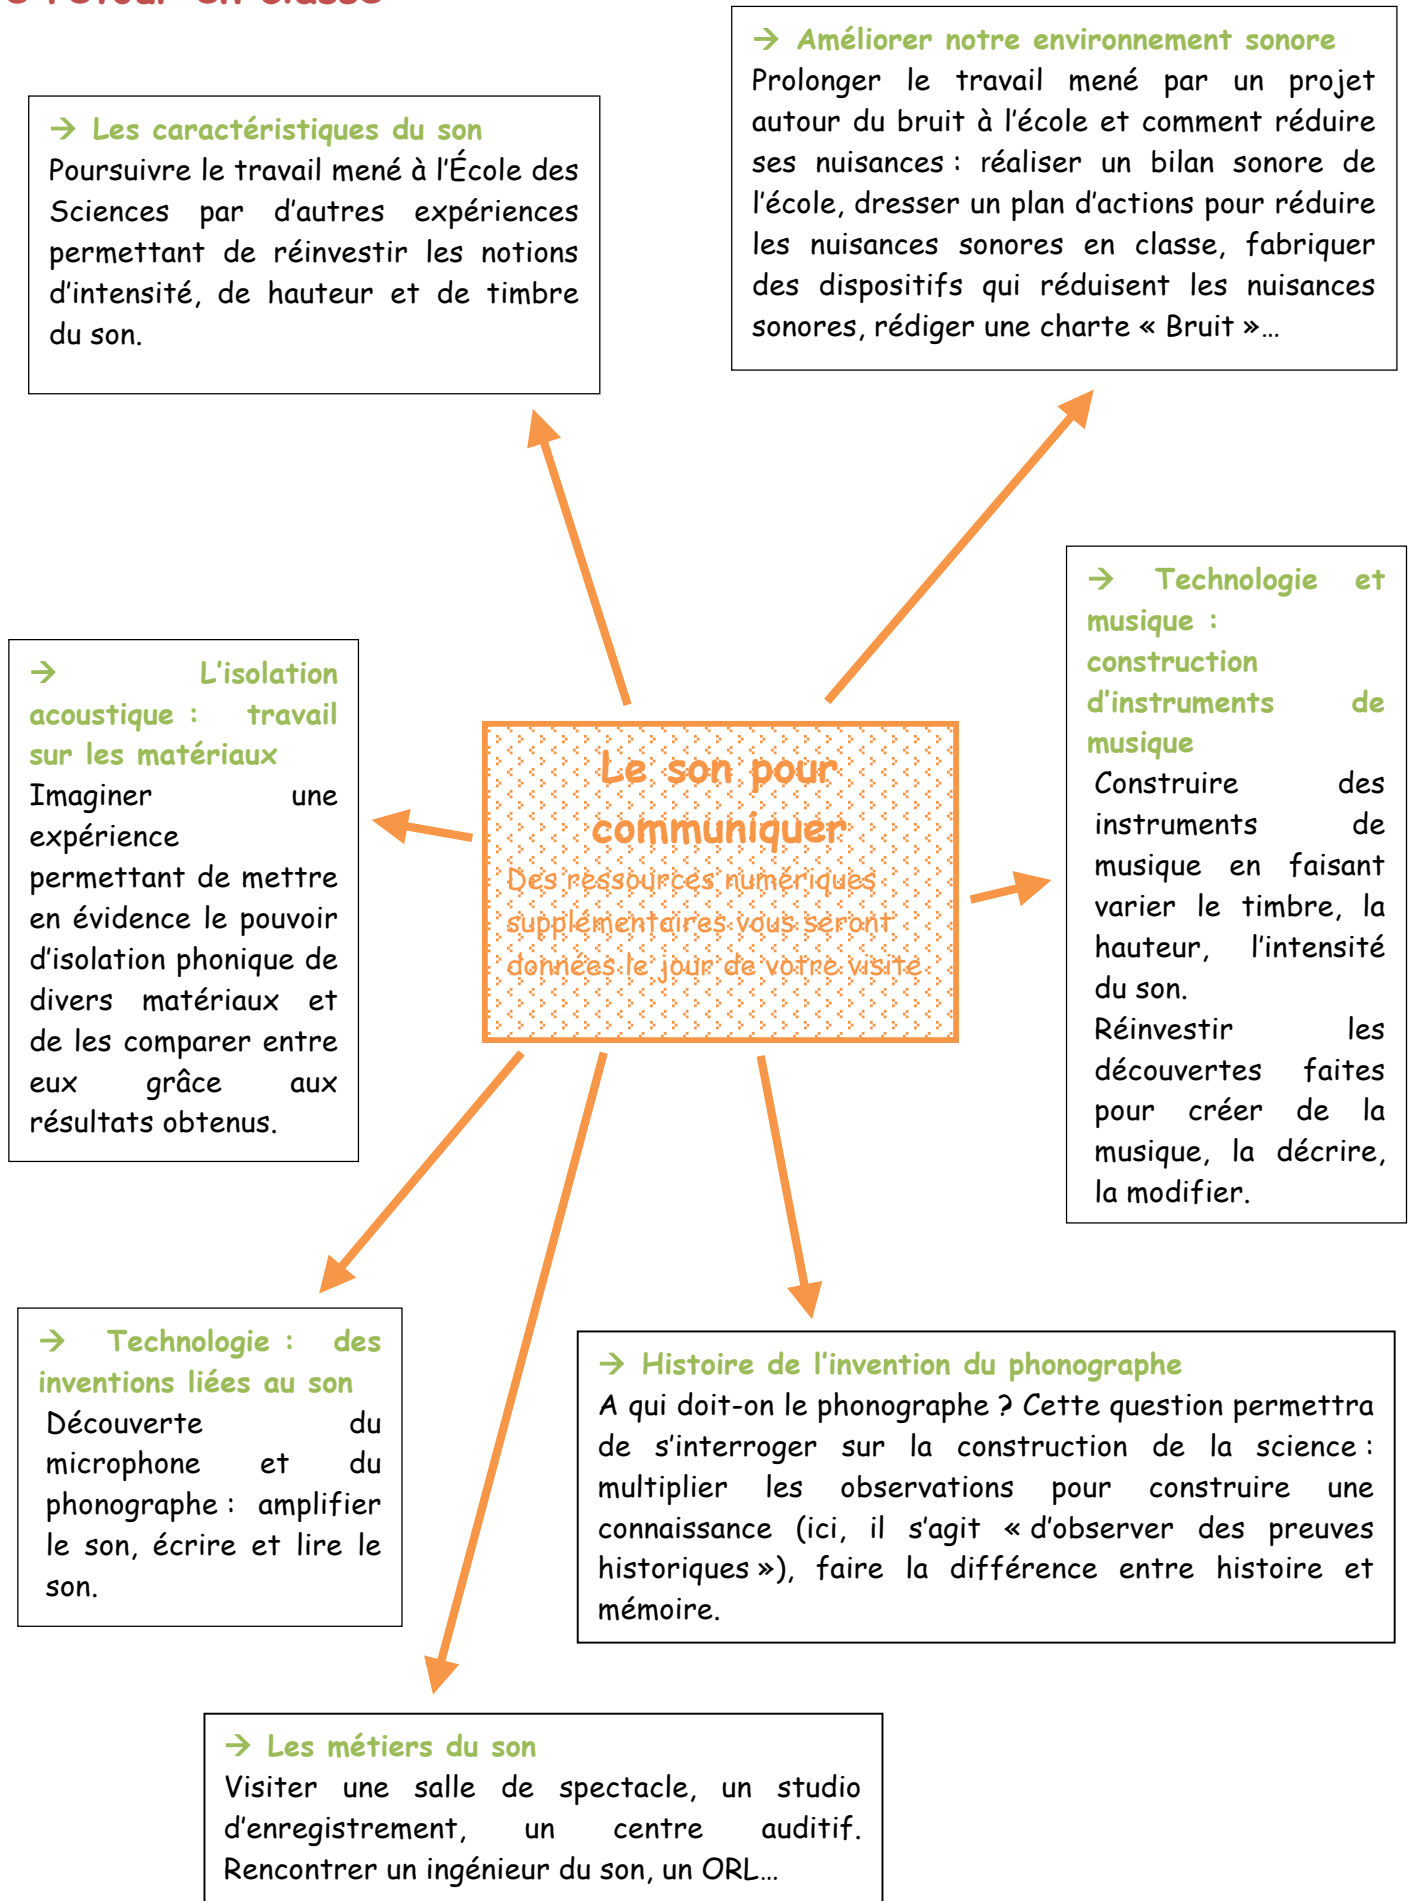 retour en classe
→ Améliorer notre environnement sonore
Prolonger le travail mené par un projet
autour du bruit à l'école et comment réduire
ses nuisances : réaliser un bilan sonore de
l'école, dresser un plan d'actions pour réduire
les nuisances sonores en classe, fabriquer
des dispositifs qui réduisent les nuisances
sonores, rédiger une charte « Bruit »…
→ Les caractéristiques du son
Poursuivre le travail mené à l'École des
Sciences par d'autres expériences
permettant de réinvestir les notions
d'intensité, de hauteur et de timbre
du son.
→ Technologie et
musique :
construction
d'instruments de
musique
Construire des
instruments de
musique en faisant
varier le timbre, la
hauteur, l'intensité
du son.
Réinvestir les
découvertes faites
pour créer de la
musique, la décrire,
la modifier.
→ L'isolation
acoustique : travail
sur les matériaux
Imaginer une
expérience
permettant de mettre
en évidence le pouvoir
d'isolation phonique de
divers matériaux et
de les comparer entre
eux grâce aux
résultats obtenus.
Le son pour
communiquer
Des ressources numériques
supplémentaires vous seront
données le jour de votre visite
→ Technologie : des
inventions liées au son
Découverte du
microphone et du
phonographe : amplifier
le son, écrire et lire le
son.
→ Histoire de l'invention du phonographe
A qui doit-on le phonographe ? Cette question permettra
de s'interroger sur la construction de la science :
multiplier les observations pour construire une
connaissance (ici, il s'agit « d'observer des preuves
historiques »), faire la différence entre histoire et
mémoire.
→ Les métiers du son
Visiter une salle de spectacle, un studio
d'enregistrement, un centre auditif.
Rencontrer un ingénieur du son, un ORL…